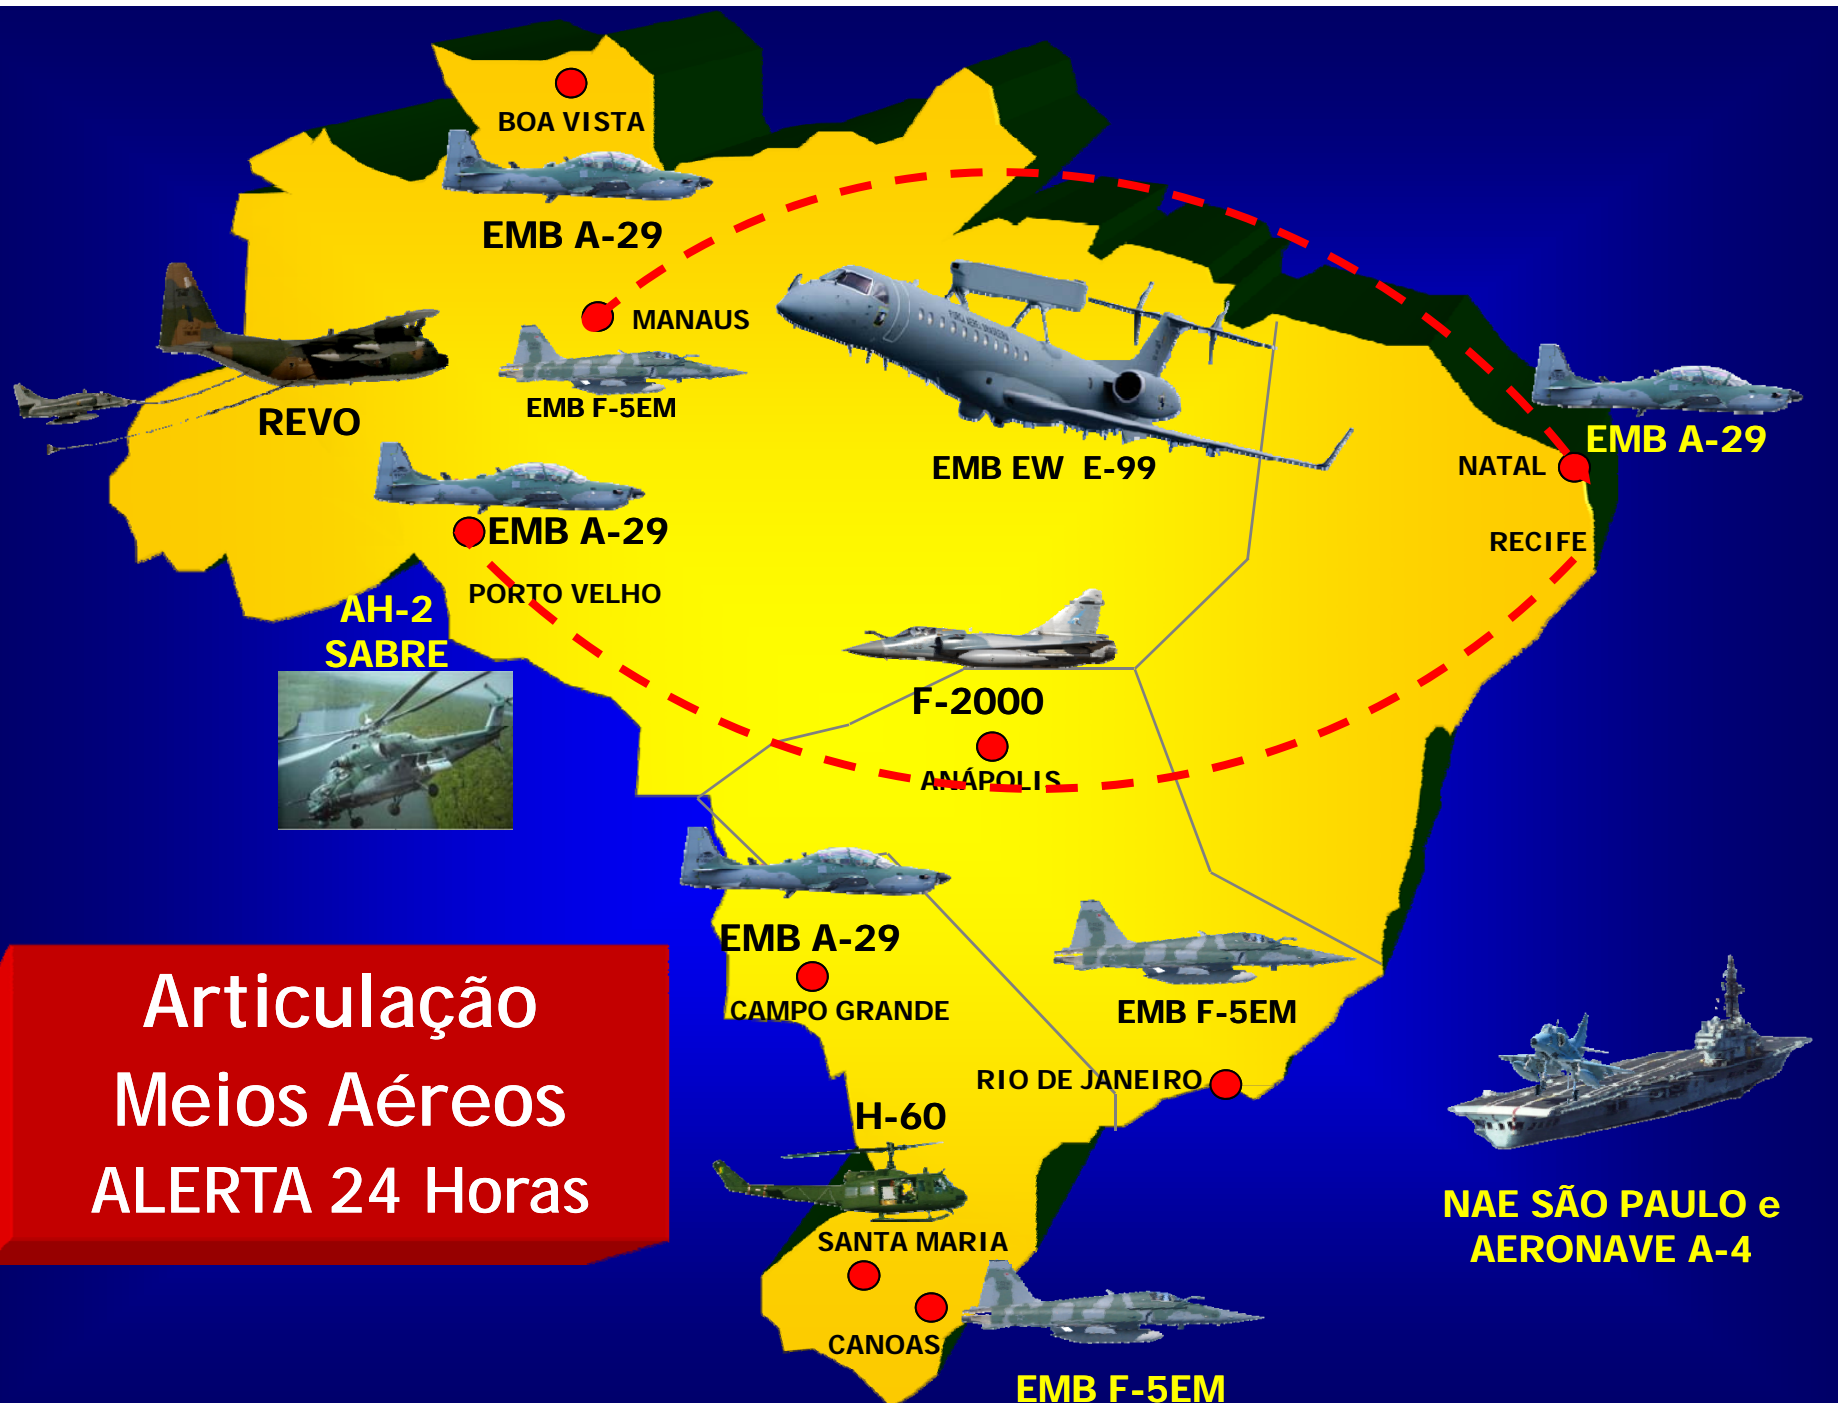 BOA VISTA
EMB A-29
MANAUS
EMB F-5EM
REVO
EMB EW E-99
EMB A-29
NATAL
RECIFE
EMB A-29
PORTO VELHO
AH-2
SABRE
F-2000
ANÁPOLIS
EMB A-29
CAMPO GRANDE
EMB F-5EM
RIO DE JANEIRO
Articulação
Meios Aéreos
ALERTA 24 Horas
H-60
SANTA MARIA
CANOAS
EMB F-5EM
NAE SÃO PAULO e
AERONAVE A-4